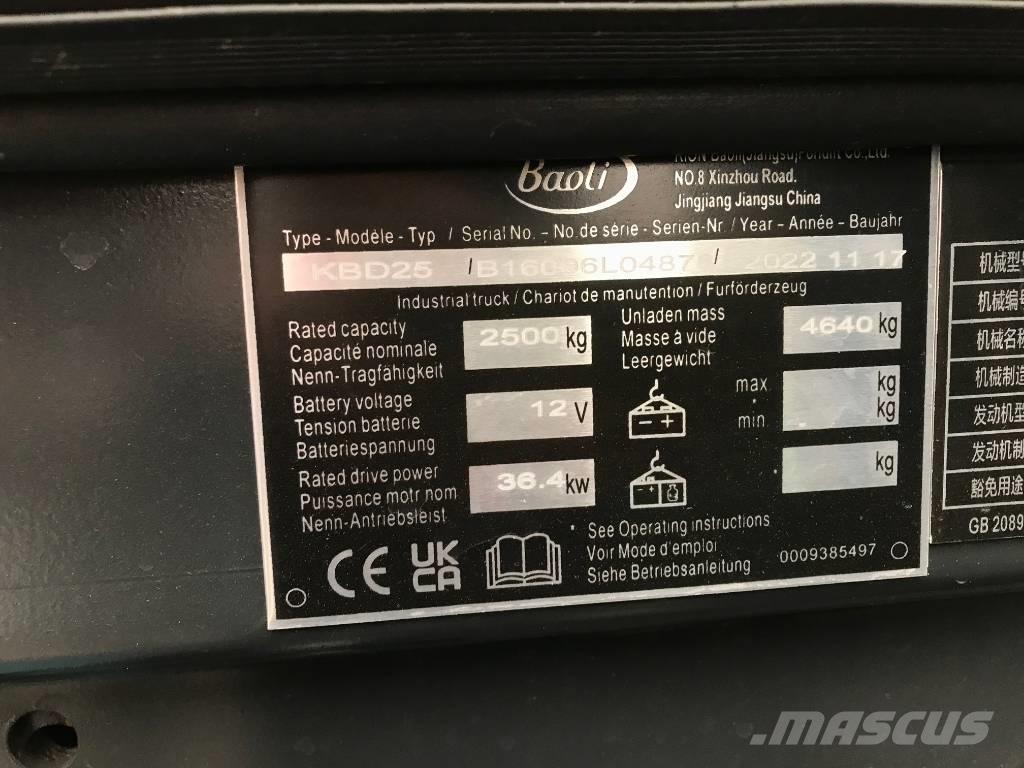 Baoli
KION Baoli(Jiangsu)Forklift Co.,Ltd.
NO.8 Xinzhou Road.
Jingjiang Jiangsu China
Type - Modèle - Typ / Serial No. – No. de série - Serien-Nr. / Year – Année – Baujahr
KBD25 / / 2022 11 17
Industrial truck / Chariot de manutention / Furförderzeug
Rated capacity
Capacité nominale
Nenn-Tragfähigkeit
2500 kg
Unladen mass
Masse à vide
Leergewicht
4640 kg
Battery voltage
Tension batterie
Batteriespannung
12 V
- +
max. kg
min. kg
Rated drive power
Puissance motr nom
Nenn-Antriebsleist
36.4 kw
- +
kg
CE UK
CA
* See Operating instructions
Voir Mode d'emploi
Siehe Betriebsanleitung
0009385497
机械型号
机械编号
机械名称
机械制造
发动机型
发动机制
豁免用途
GB 2089
MASCUS